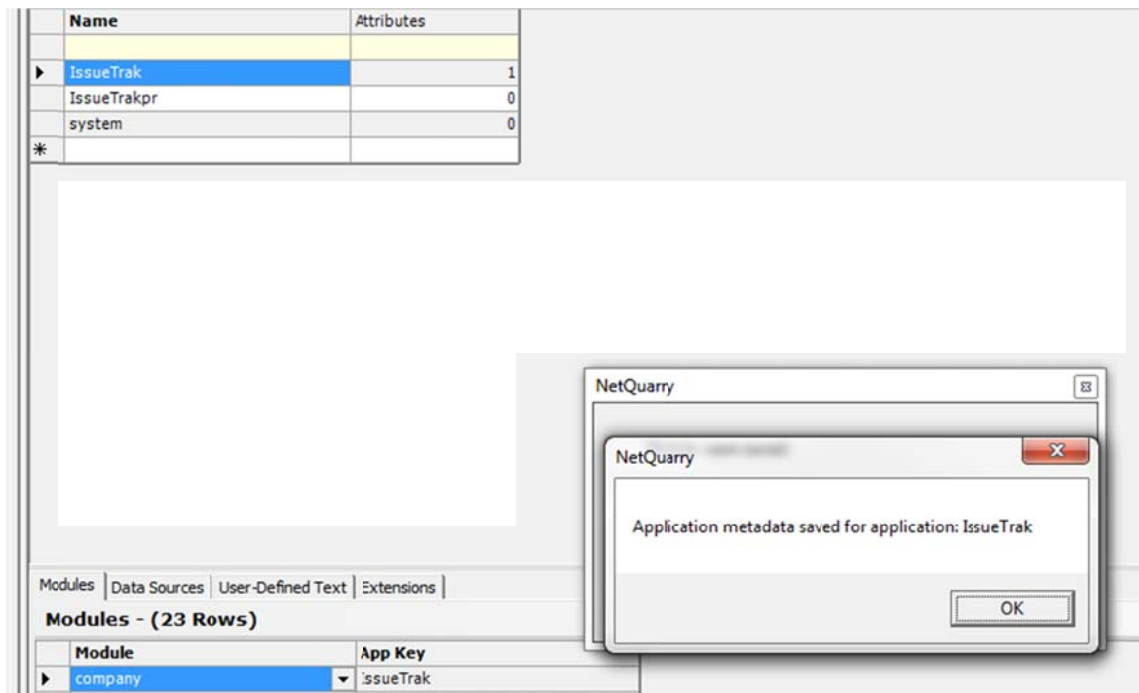 Name Attributes
IssueTrak 1
IssueTrakpr 0
system 0
NetQuarry
NetQuarry
Application metadata saved for application: IssueTrak
OK
Modules Data Sources User-Defined Text Extensions
Modules - (23 Rows)
Module App Key
company IssueTrak